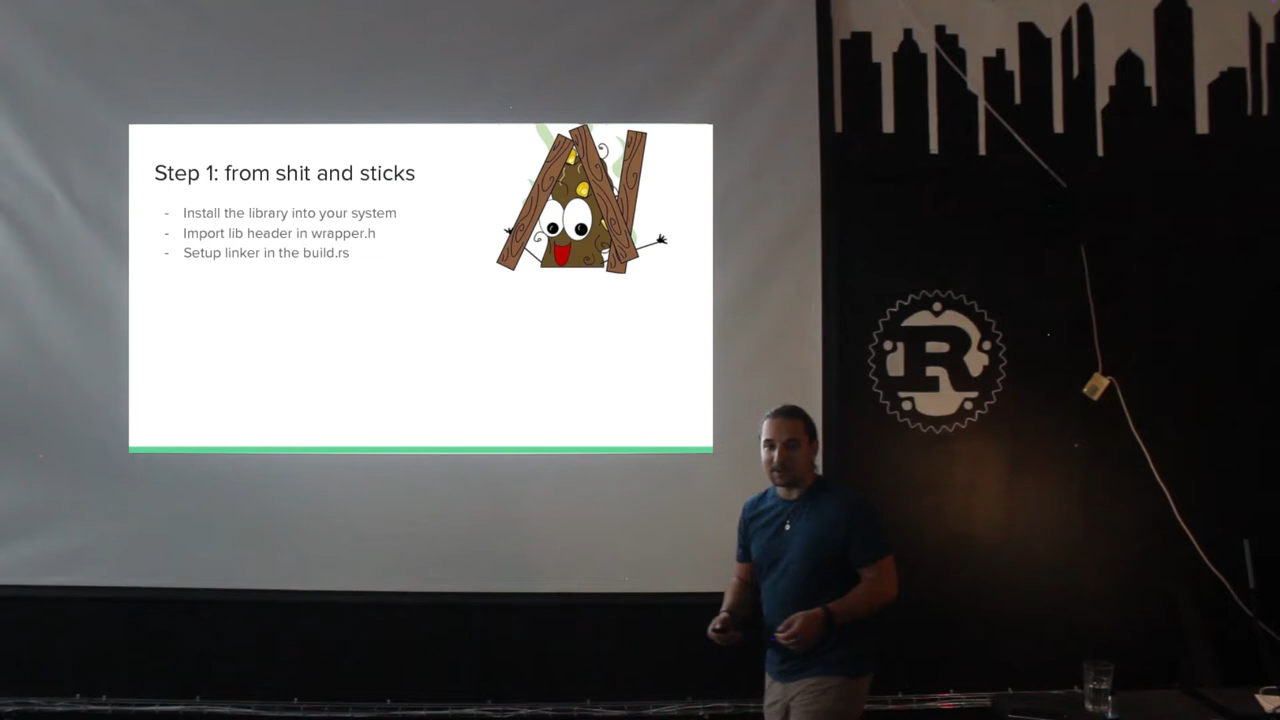 Step 1: from shit and sticks
- Install the library into your system
- Import lib header in wrapper.h
- Setup linker in the build.rs
R